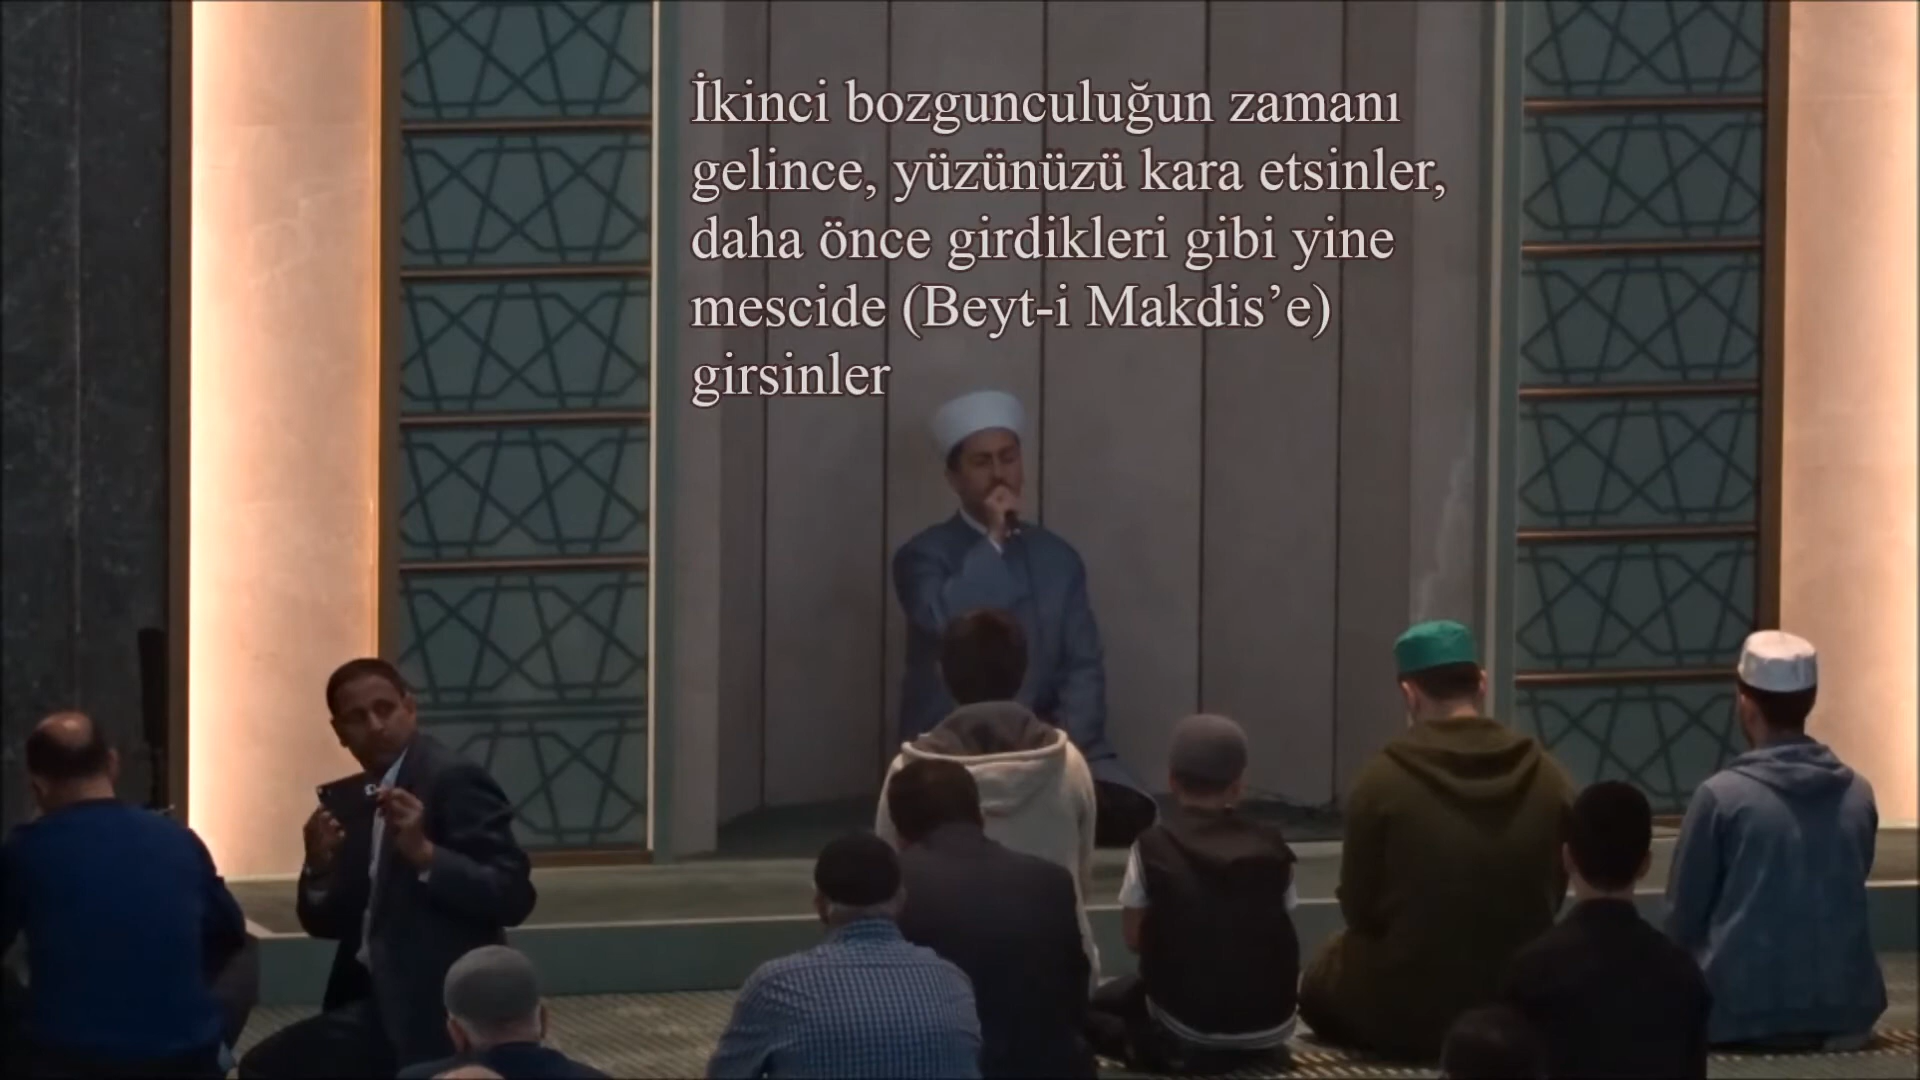 İkinci bozgunculuğun zamanı
gelince, yüzünüzü kara etsinler,
daha önce girdikleri gibi yine
mescide (Beyt-i Makdis’e)
girsinler